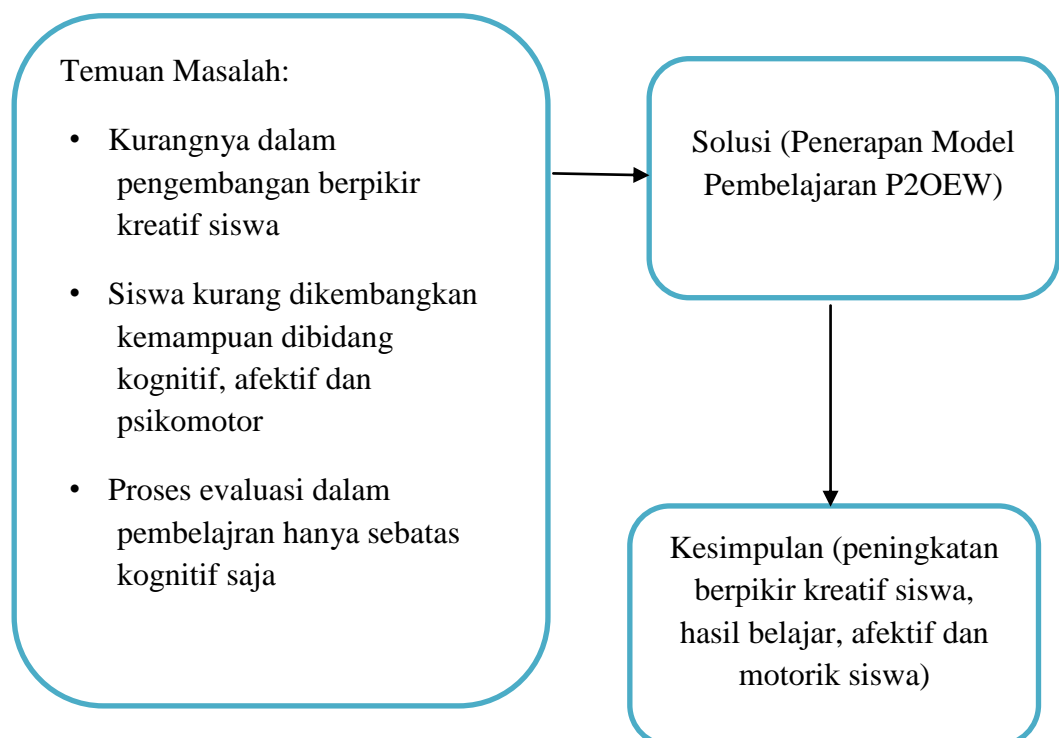 Temuan Masalah:
• Kurangnya dalam
pengembangan berpikir
kreatif siswa
• Siswa kurang dikembangkan
kemampuan dibidang
kognitif, afektif dan
psikomotor
• Proses evaluasi dalam
pembelajran hanya sebatas
kognitif saja
Solusi (Penerapan Model
Pembelajaran P2OEW)
Kesimpulan (peningkatan
berpikir kreatif siswa,
hasil belajar, afektif dan
motorik siswa)